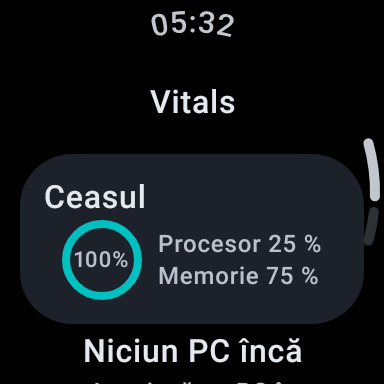 05:32
Vitals
Ceasul
100%
Procesor 25 %
Memorie 75 %
Niciun PC încă